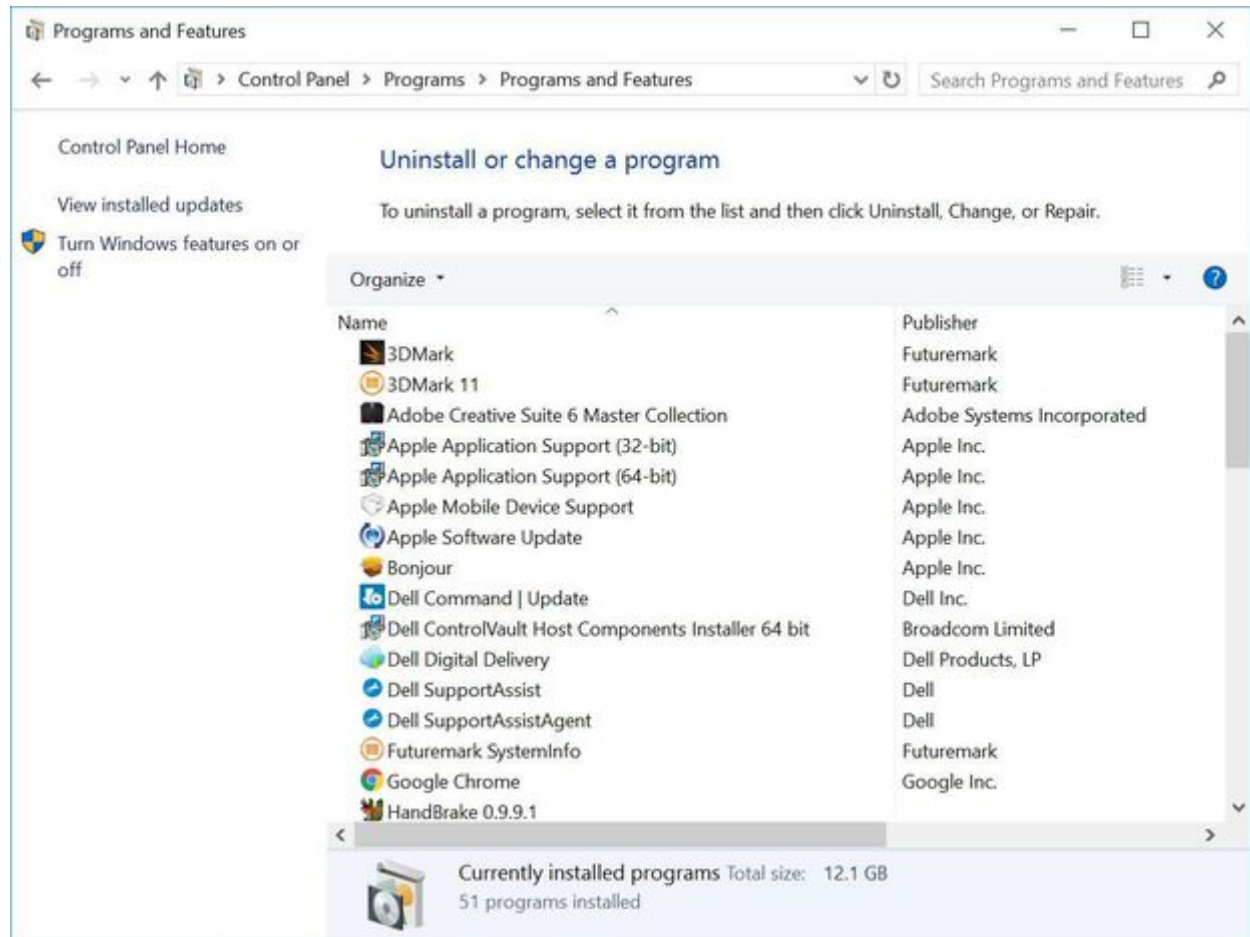 Programs and Features
Control Panel > Programs > Programs and Features
Search Programs and Features
Control Panel Home
View installed updates
Turn Windows features on or
off
Uninstall or change a program
To uninstall a program, select it from the list and then click Uninstall, Change, or Repair.
Organize
Name Publisher
3DMark Futuremark
3DMark 11 Futuremark
Adobe Creative Suite 6 Master Collection Adobe Systems Incorporated
Apple Application Support (32-bit) Apple Inc.
Apple Application Support (64-bit) Apple Inc.
Apple Mobile Device Support Apple Inc.
Apple Software Update Apple Inc.
Bonjour Apple Inc.
Dell Command | Update Dell Inc.
Dell ControlVault Host Components Installer 64 bit Broadcom Limited
Dell Digital Delivery Dell Products, LP
Dell SupportAssist Dell
Dell SupportAssistAgent Dell
Futuremark SystemInfo Futuremark
Google Chrome Google Inc.
HandBrake 0.9.9.1
Currently installed programs Total size: 12.1 GB
51 programs installed